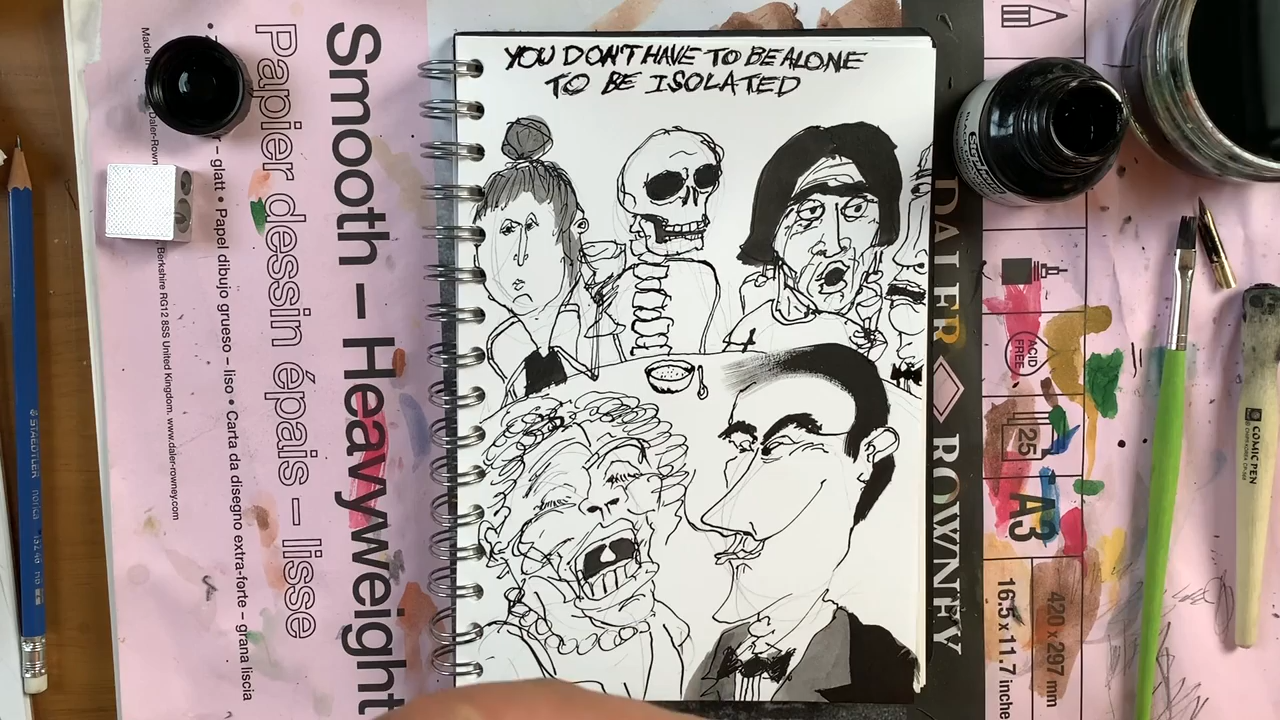 YOU DON'T HAVE TO BE ALONE
TO BE ISOLATED
Smooth – Heavyweight
Papier dessin épais – lisse
– glatt • Papel dibujo grueso – liso • Carta da disegno extra-forte – grana liscia
Berkshire RG12 8SS United Kingdom. www.daler-rowney.com
DALER ROWNEY
ACID
FREE
25
A3
420 x 297 mm
16.5 x 11.7 inche
STAEDTLER norica
COMIC PEN